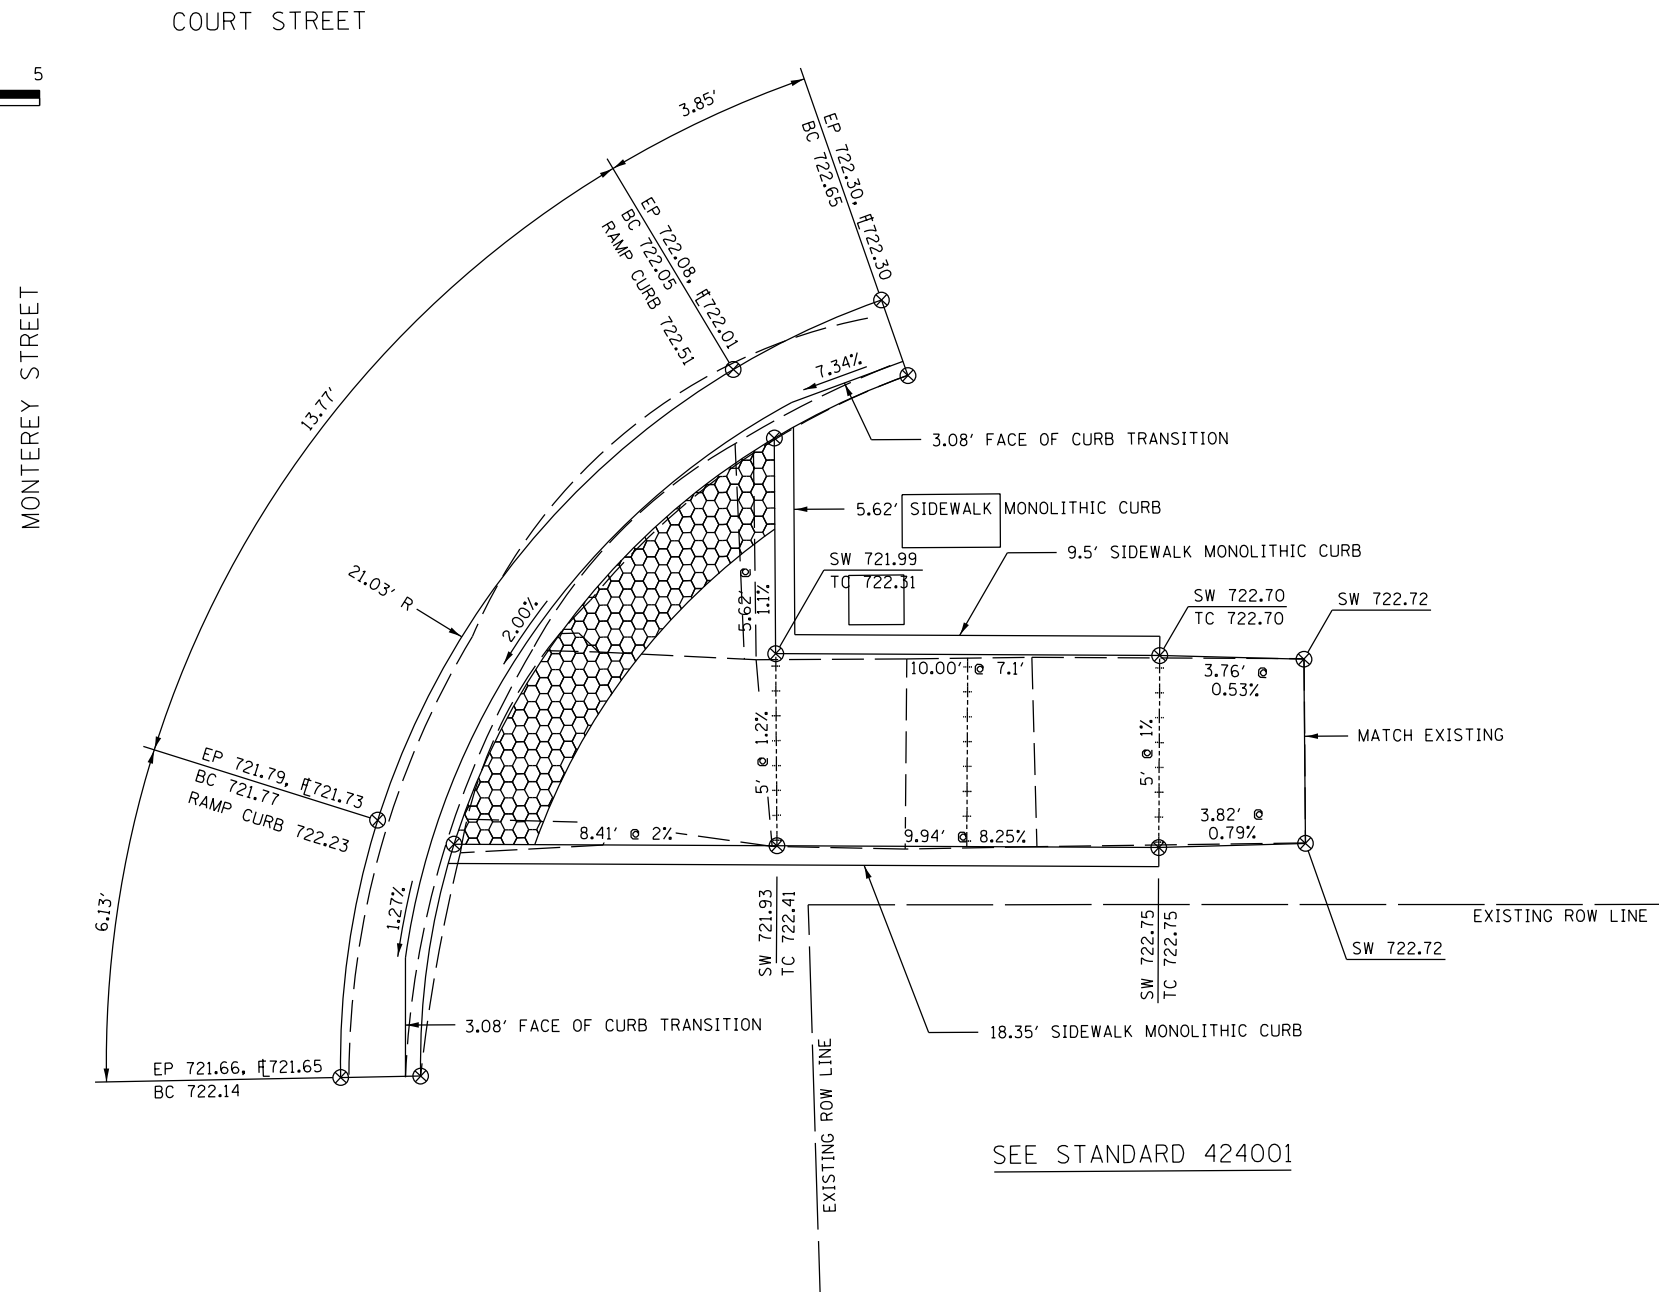 COURT STREET
5
MONTEREY STREET
3.85'
EP 722.30, ℄722.30
BC 722.65
EP 722.08, ℄722.01
BC 722.05
RAMP CURB 722.51
13.77'
7.34%
3.08' FACE OF CURB TRANSITION
5.62' SIDEWALK MONOLITHIC CURB
9.5' SIDEWALK MONOLITHIC CURB
SW 721.99
TC 722.31
5.62' @
1.1%
21.03' R
2.00%
SW 722.70
TC 722.70
SW 722.72
10.00' @ 7.1'
3.76' @
0.53%
MATCH EXISTING
5' @ 1.2%
5' @ 1%
EP 721.79, ℄721.73
BC 721.77
RAMP CURB 722.23
8.41' @ 2%
9.94' @ 8.25%
3.82' @
0.79%
6.13'
1.27%
SW 721.93
TC 722.41
SW 722.75
TC 722.75
EXISTING ROW LINE
SW 722.72
3.08' FACE OF CURB TRANSITION
18.35' SIDEWALK MONOLITHIC CURB
EP 721.66, ℄721.65
BC 722.14
EXISTING ROW LINE
SEE STANDARD 424001